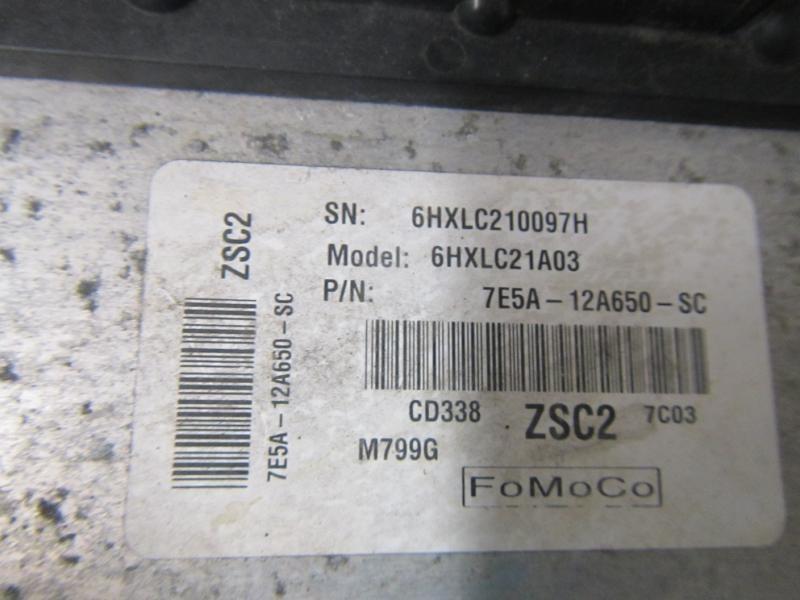 ZSC2
7E5A-12A650-SC
SN: 6HXLC210097H
Model: 6HXLC21A03
P/N: 7E5A-12A650-SC
CD338 ZSC2 7C03
M799G
FoMoCo